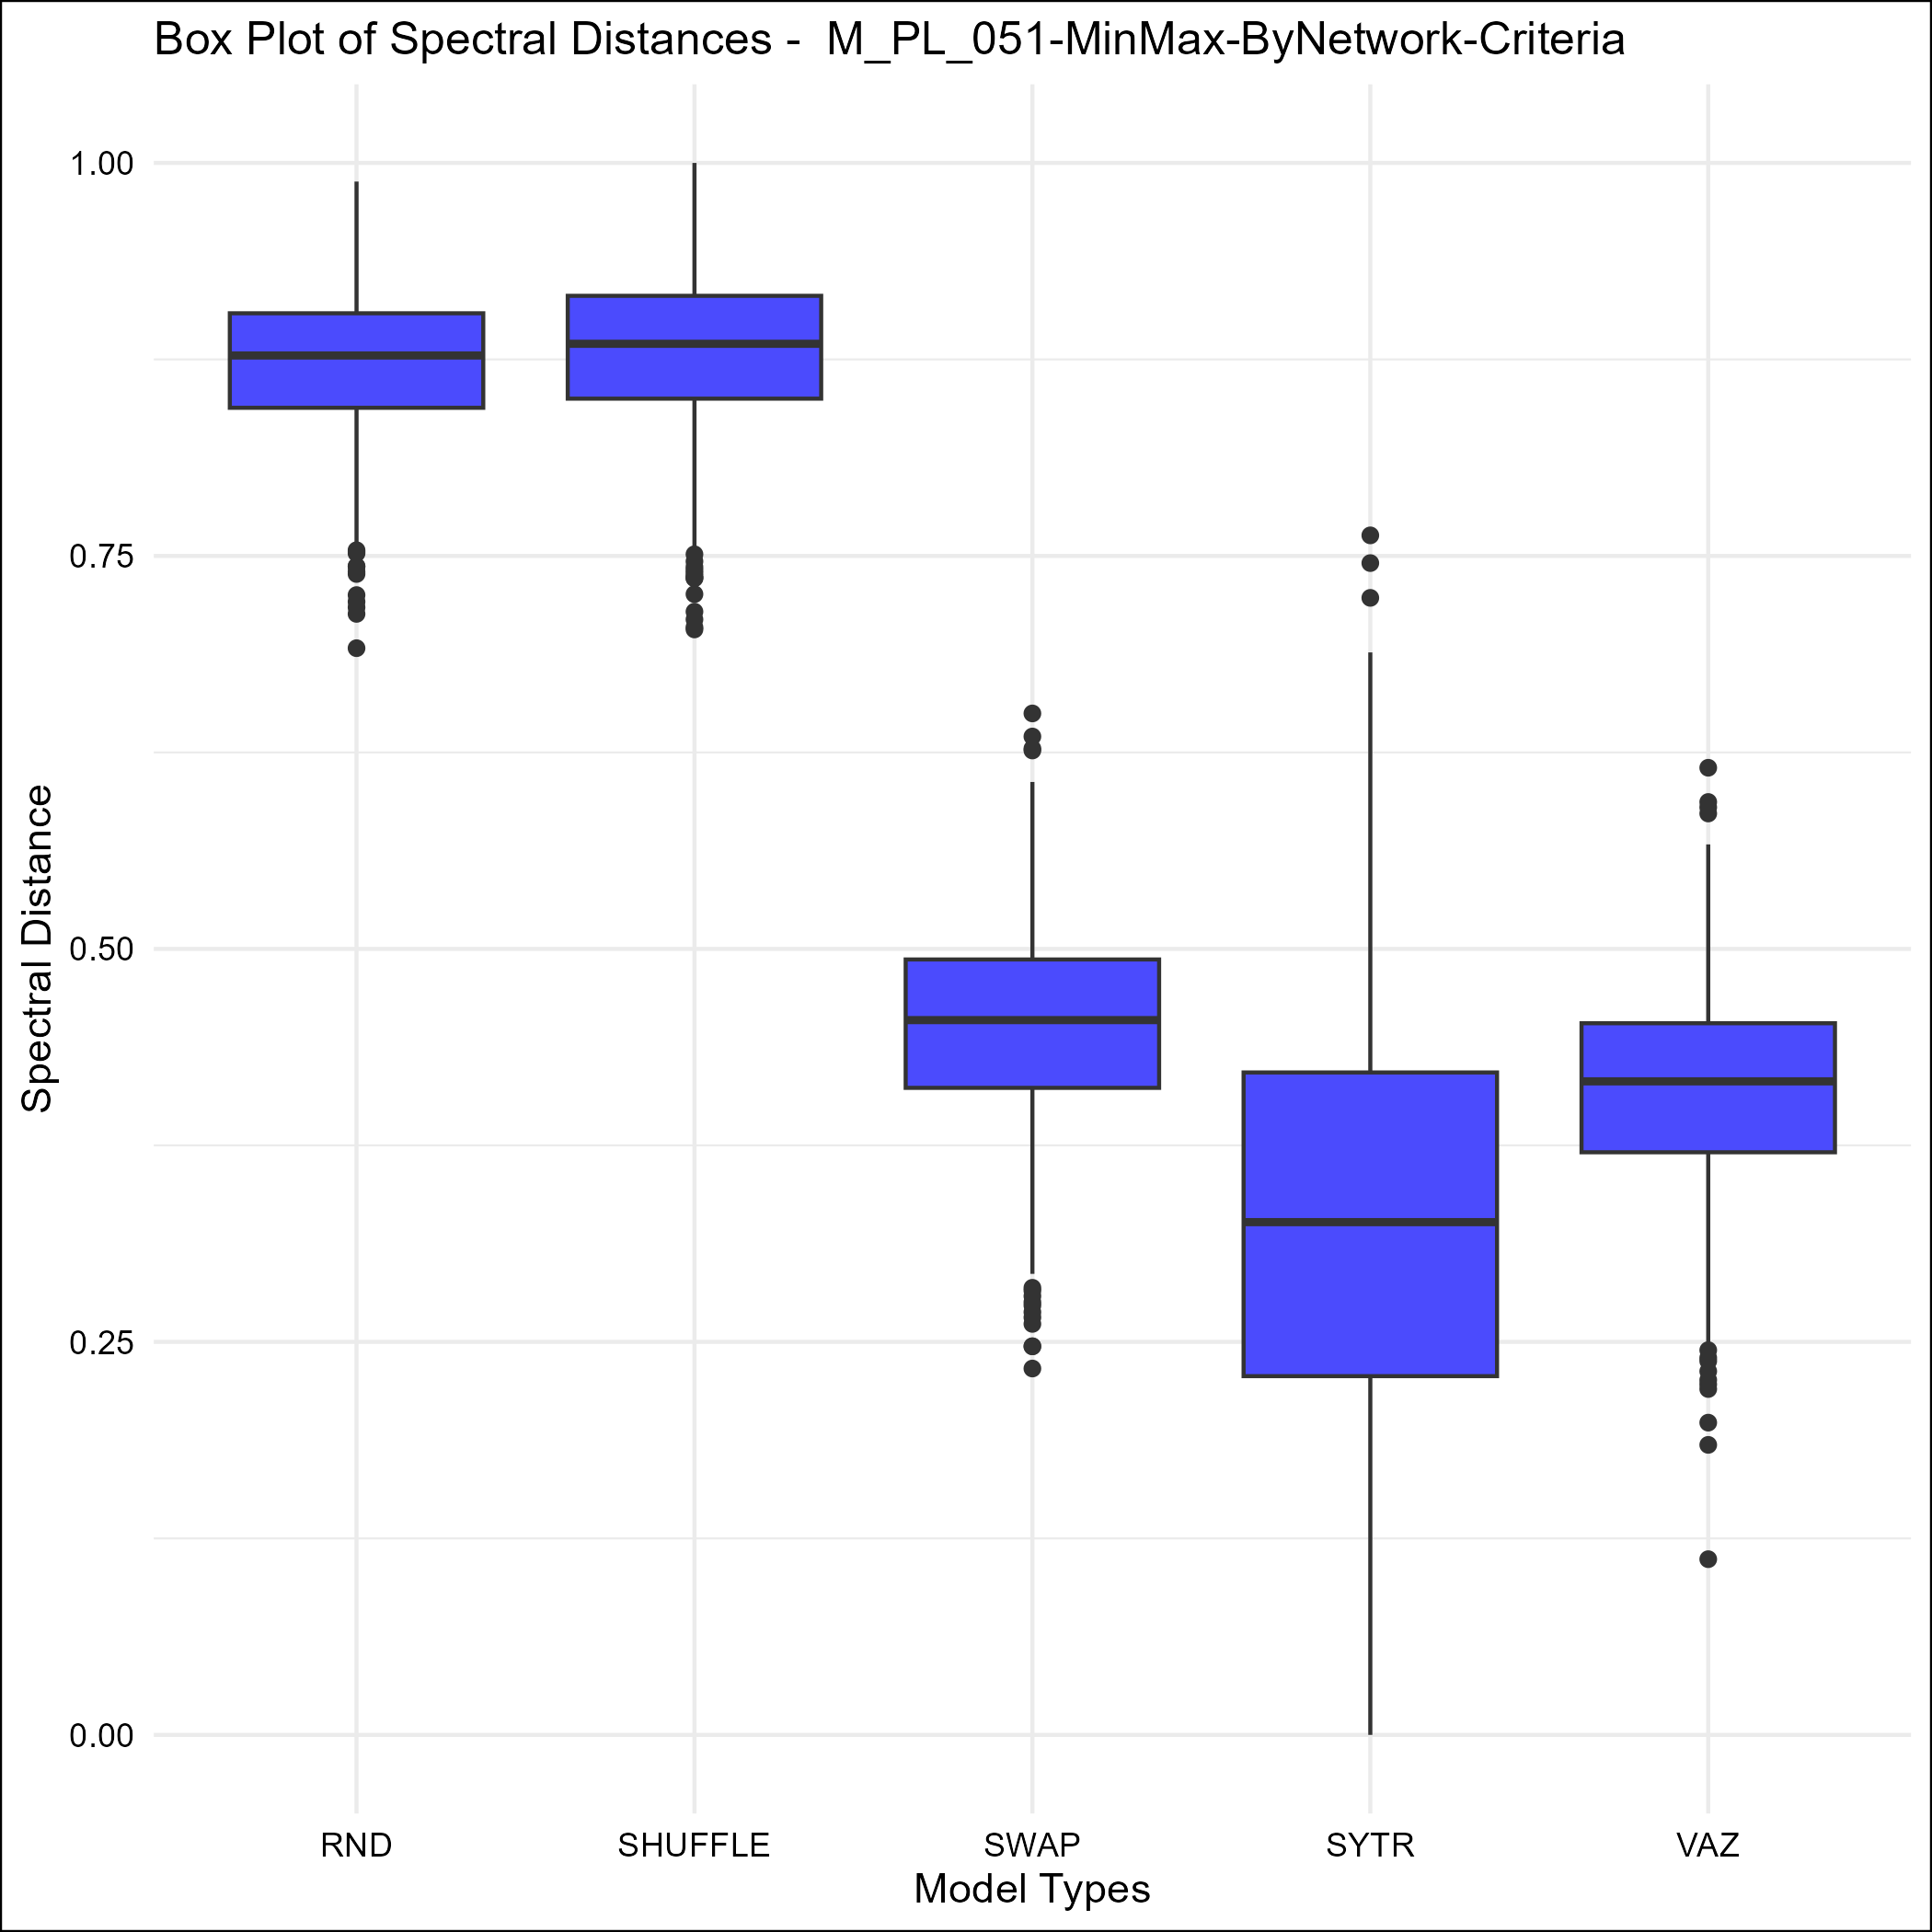 Box Plot of Spectral Distances -  M_PL_051-MinMax-ByNetwork-Criteria
Spectral Distance
1.00
0.75
0.50
0.25
0.00
RND SHUFFLE SWAP SYTR VAZ
Model Types